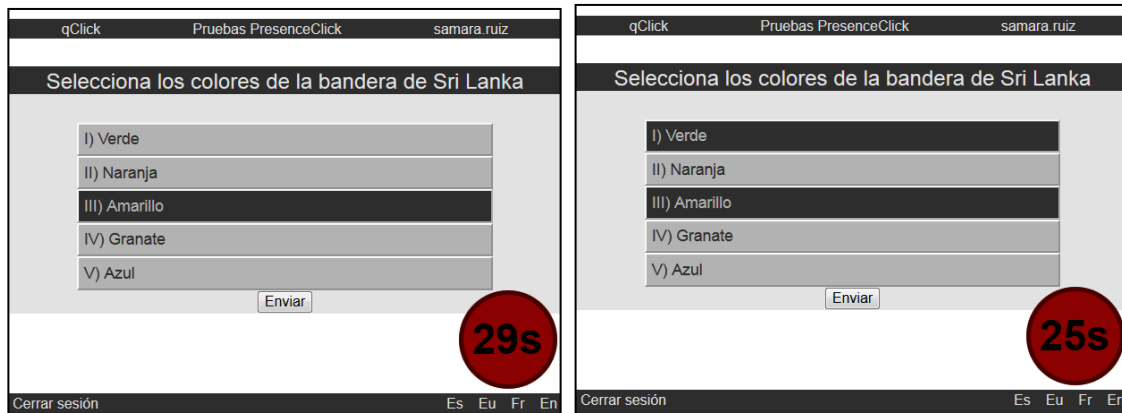 qClick Pruebas PresenceClick samara.ruiz
Selecciona los colores de la bandera de Sri Lanka
I) Verde
II) Naranja
III) Amarillo
IV) Granate
V) Azul
Enviar
29s
Cerrar sesión Es Eu Fr En
qClick Pruebas PresenceClick samara.ruiz
Selecciona los colores de la bandera de Sri Lanka
I) Verde
II) Naranja
III) Amarillo
IV) Granate
V) Azul
Enviar
25s
Cerrar sesión Es Eu Fr En